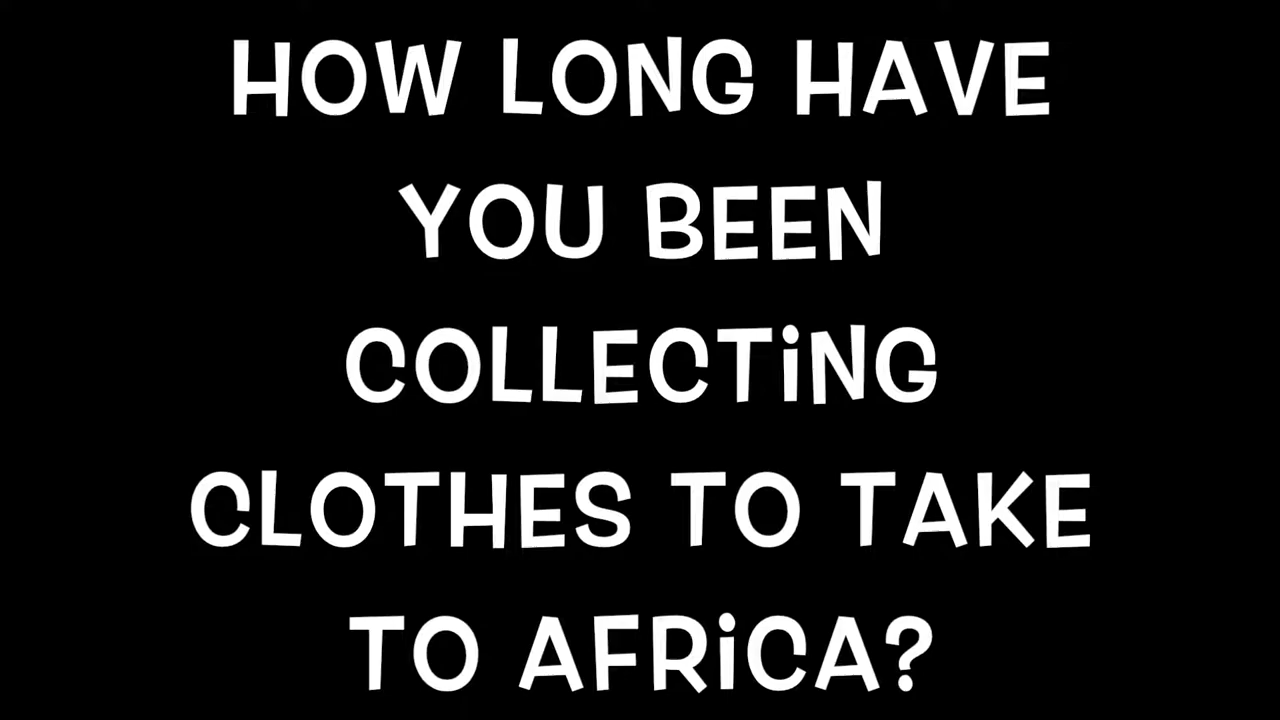 HOW LONG HAVE
YOU BEEN
COLLECTiNG
CLOTHES TO TAKE
TO AFRiCA?